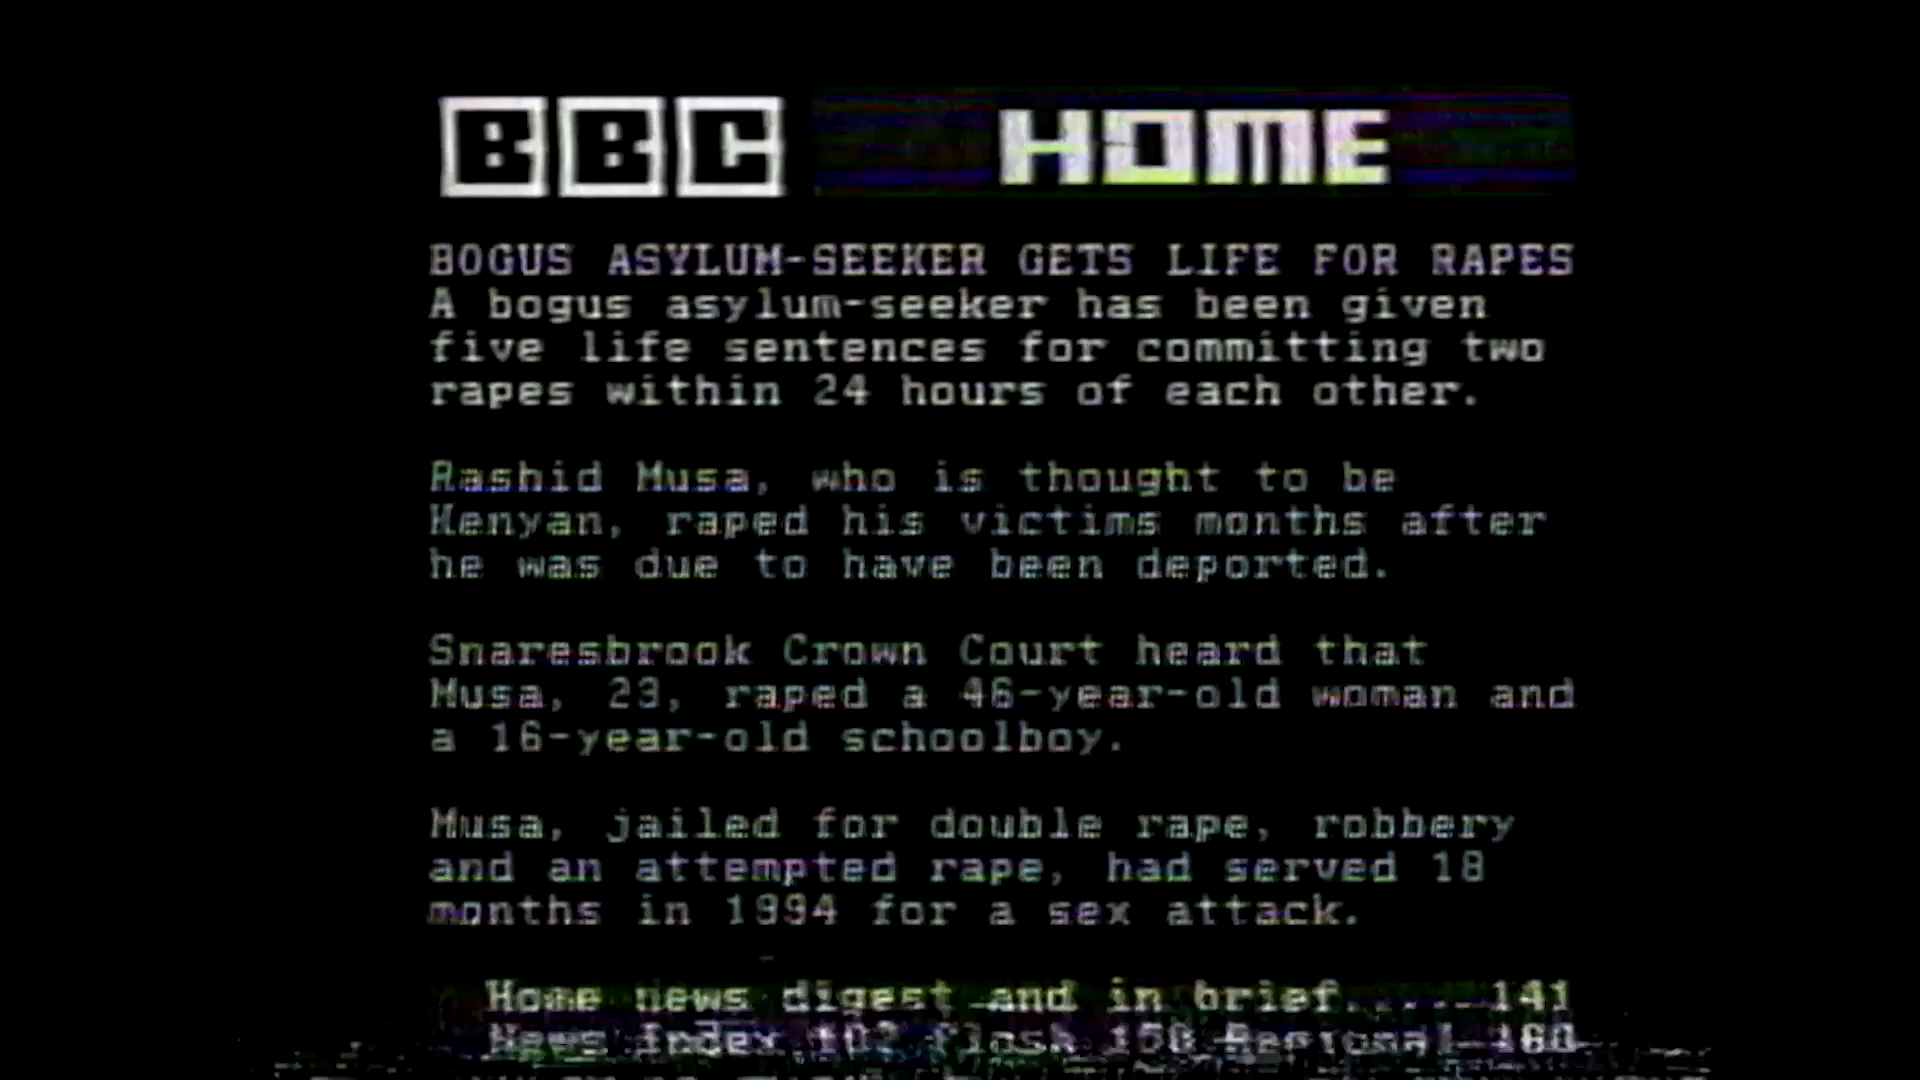 BBC HOME
BOGUS ASYLUM-SEEKER GETS LIFE FOR RAPES
A bogus asylum-seeker has been given
five life sentences for committing two
rapes within 24 hours of each other.
Rashid Musa, who is thought to be
Kenyan, raped his victims months after
he was due to have been deported.
Snaresbrook Crown Court heard that
Musa, 23, raped a 46-year-old woman and
a 16-year-old schoolboy.
Musa, jailed for double rape, robbery
and an attempted rape, had served 18
months in 1994 for a sex attack.
Home news digest and in brief.... 141
News Index 102 Flash 150 Regional 160